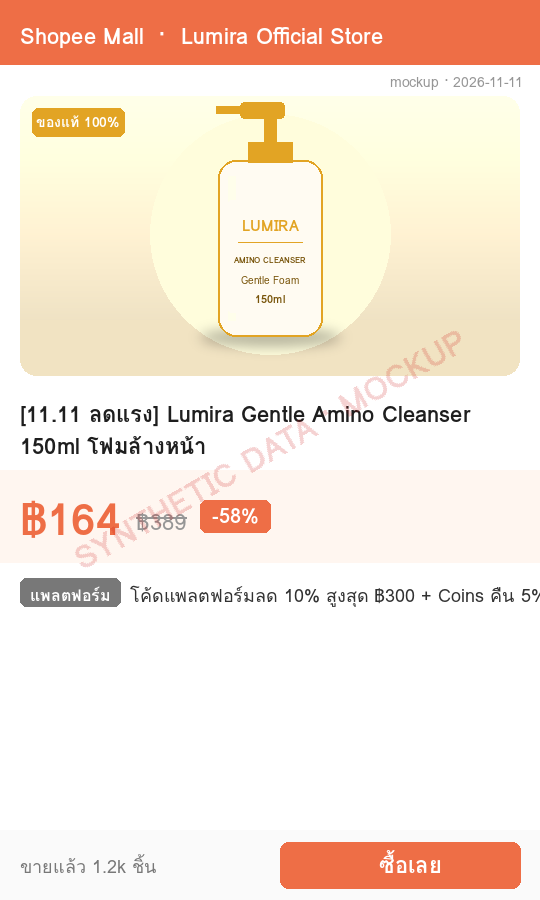 Shopee Mall · Lumira Official Store
mockup · 2026-11-11
ของแท้ 100%
LUMIRA
AMINO CLEANSER
Gentle Foam
150ml
SYNTHETIC DATA · MOCKUP
[11.11 ลดแรง] Lumira Gentle Amino Cleanser
150ml โฟมล้างหน้า
฿164 ฿389 -58%
แพลตฟอร์ม โค้ดแพลตฟอร์มลด 10% สูงสุด ฿300 + Coins คืน 5%
ขายแล้ว 1.2k ชิ้น
ซื้อเลย